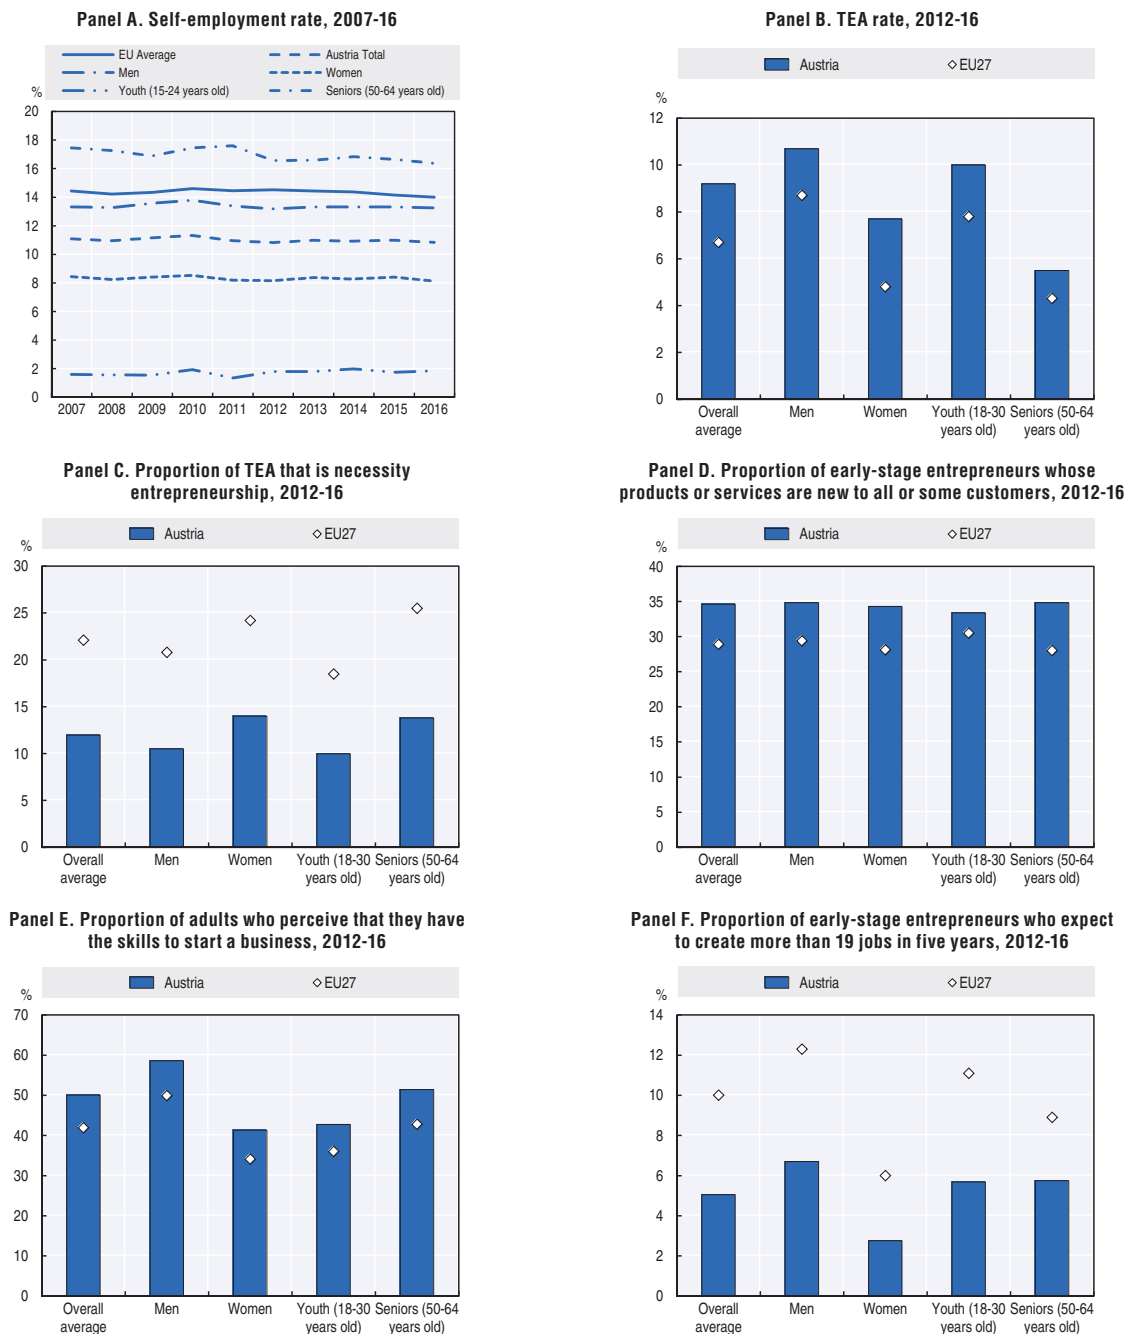 Panel A. Self-employment rate, 2007-16
EU Average
Austria Total
Men
Women
Youth (15-24 years old)
Seniors (50-64 years old)
%
20
18
16
14
12
10
8
6
4
2
0
2007 2008 2009 2010 2011 2012 2013 2014 2015 2016
Panel B. TEA rate, 2012-16
Austria
EU27
%
12
10
8
6
4
2
0
Overall average
Men
Women
Youth (18-30 years old)
Seniors (50-64 years old)
Panel C. Proportion of TEA that is necessity
entrepreneurship, 2012-16
Austria
EU27
%
30
25
20
15
10
5
0
Overall average
Men
Women
Youth (18-30 years old)
Seniors (50-64 years old)
Panel D. Proportion of early-stage entrepreneurs whose
products or services are new to all or some customers, 2012-16
Austria
EU27
%
40
35
30
25
20
15
10
5
0
Overall average
Men
Women
Youth (18-30 years old)
Seniors (50-64 years old)
Panel E. Proportion of adults who perceive that they have
the skills to start a business, 2012-16
Austria
EU27
%
70
60
50
40
30
20
10
0
Overall average
Men
Women
Youth (18-30 years old)
Seniors (50-64 years old)
Panel F. Proportion of early-stage entrepreneurs who expect
to create more than 19 jobs in five years, 2012-16
Austria
EU27
%
14
12
10
8
6
4
2
0
Overall average
Men
Women
Youth (18-30 years old)
Seniors (50-64 years old)